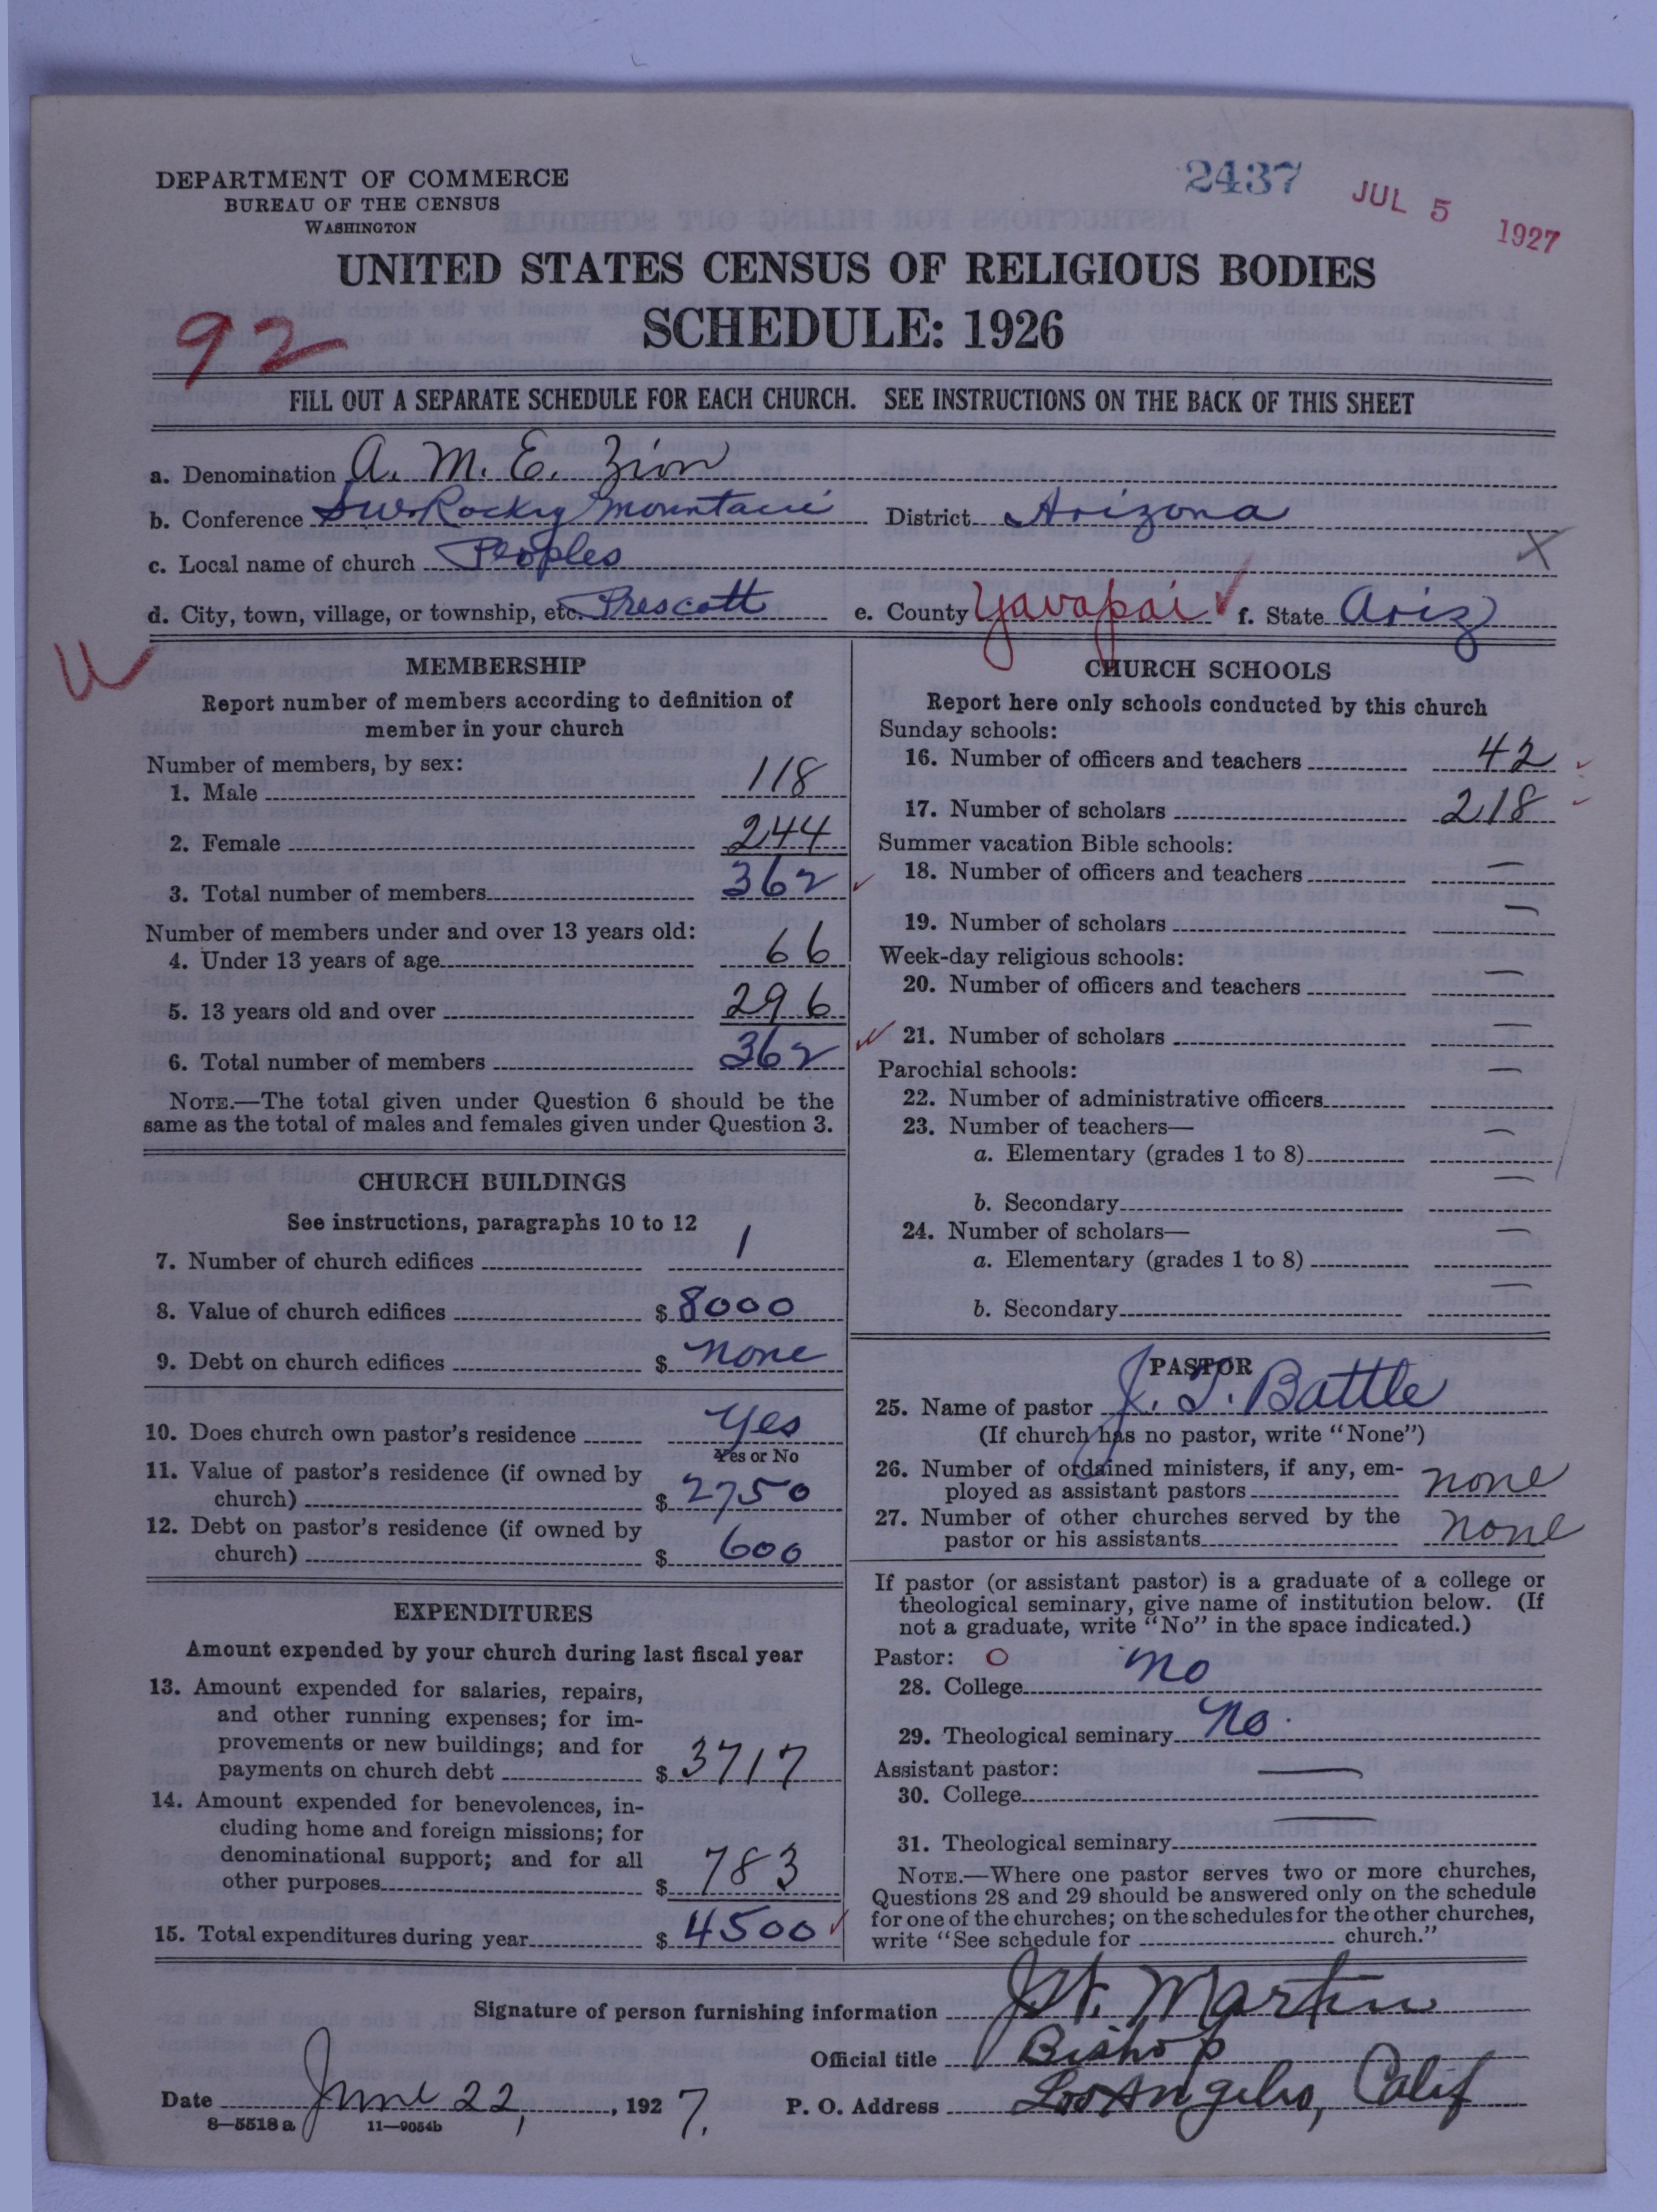 DEPARTMENT OF COMMERCE
BUREAU OF THE CENSUS
WASHINGTON
2437
JUL 5 1927
UNITED STATES CENSUS OF RELIGIOUS BODIES
SCHEDULE: 1926
92
FILL OUT A SEPARATE SCHEDULE FOR EACH CHURCH. SEE INSTRUCTIONS ON THE BACK OF THIS SHEET
a. Denomination A. M. E. Zion
b. Conference S.W. Rocky Mountain District Arizona
c. Local name of church Peoples X
d. City, town, village, or township, etc. Prescott e. County Yavapai f. State Ariz
MEMBERSHIP
Report number of members according to definition of
member in your church
Number of members, by sex:
1. Male 118
2. Female 244
3. Total number of members 362
Number of members under and over 13 years old:
4. Under 13 years of age 66
5. 13 years old and over 296
6. Total number of members 362
NOTE.—The total given under Question 6 should be the
same as the total of males and females given under Question 3.
CHURCH BUILDINGS
See instructions, paragraphs 10 to 12
7. Number of church edifices 1
8. Value of church edifices $ 8000
9. Debt on church edifices $ None
10. Does church own pastor's residence Yes
Yes or No
11. Value of pastor's residence (if owned by
church) $ 2750
12. Debt on pastor's residence (if owned by
church) $ 600
EXPENDITURES
Amount expended by your church during last fiscal year
13. Amount expended for salaries, repairs,
and other running expenses; for im-
provements or new buildings; and for
payments on church debt $ 3717
14. Amount expended for benevolences, in-
cluding home and foreign missions; for
denominational support; and for all
other purposes $ 783
15. Total expenditures during year $ 4500
CHURCH SCHOOLS
Report here only schools conducted by this church
Sunday schools:
16. Number of officers and teachers 42
17. Number of scholars 218
Summer vacation Bible schools:
18. Number of officers and teachers —
19. Number of scholars —
Week-day religious schools:
20. Number of officers and teachers —
21. Number of scholars —
Parochial schools:
22. Number of administrative officers —
23. Number of teachers—
a. Elementary (grades 1 to 8) —
b. Secondary —
24. Number of scholars—
a. Elementary (grades 1 to 8) —
b. Secondary —
PASTOR
25. Name of pastor J. T. Battle
(If church has no pastor, write "None")
26. Number of ordained ministers, if any, em-
ployed as assistant pastors none
27. Number of other churches served by the
pastor or his assistants none
If pastor (or assistant pastor) is a graduate of a college or
theological seminary, give name of institution below. (If
not a graduate, write "No" in the space indicated.)
Pastor: O
28. College No
29. Theological seminary No.
Assistant pastor:
30. College —
31. Theological seminary —
NOTE.—Where one pastor serves two or more churches,
Questions 28 and 29 should be answered only on the schedule
for one of the churches; on the schedules for the other churches,
write "See schedule for church."
Signature of person furnishing information J. W. Martin
Official title Bishop
Date June 22, 1927. P. O. Address Los Angeles, Calif
8—5518 a 11—9054b